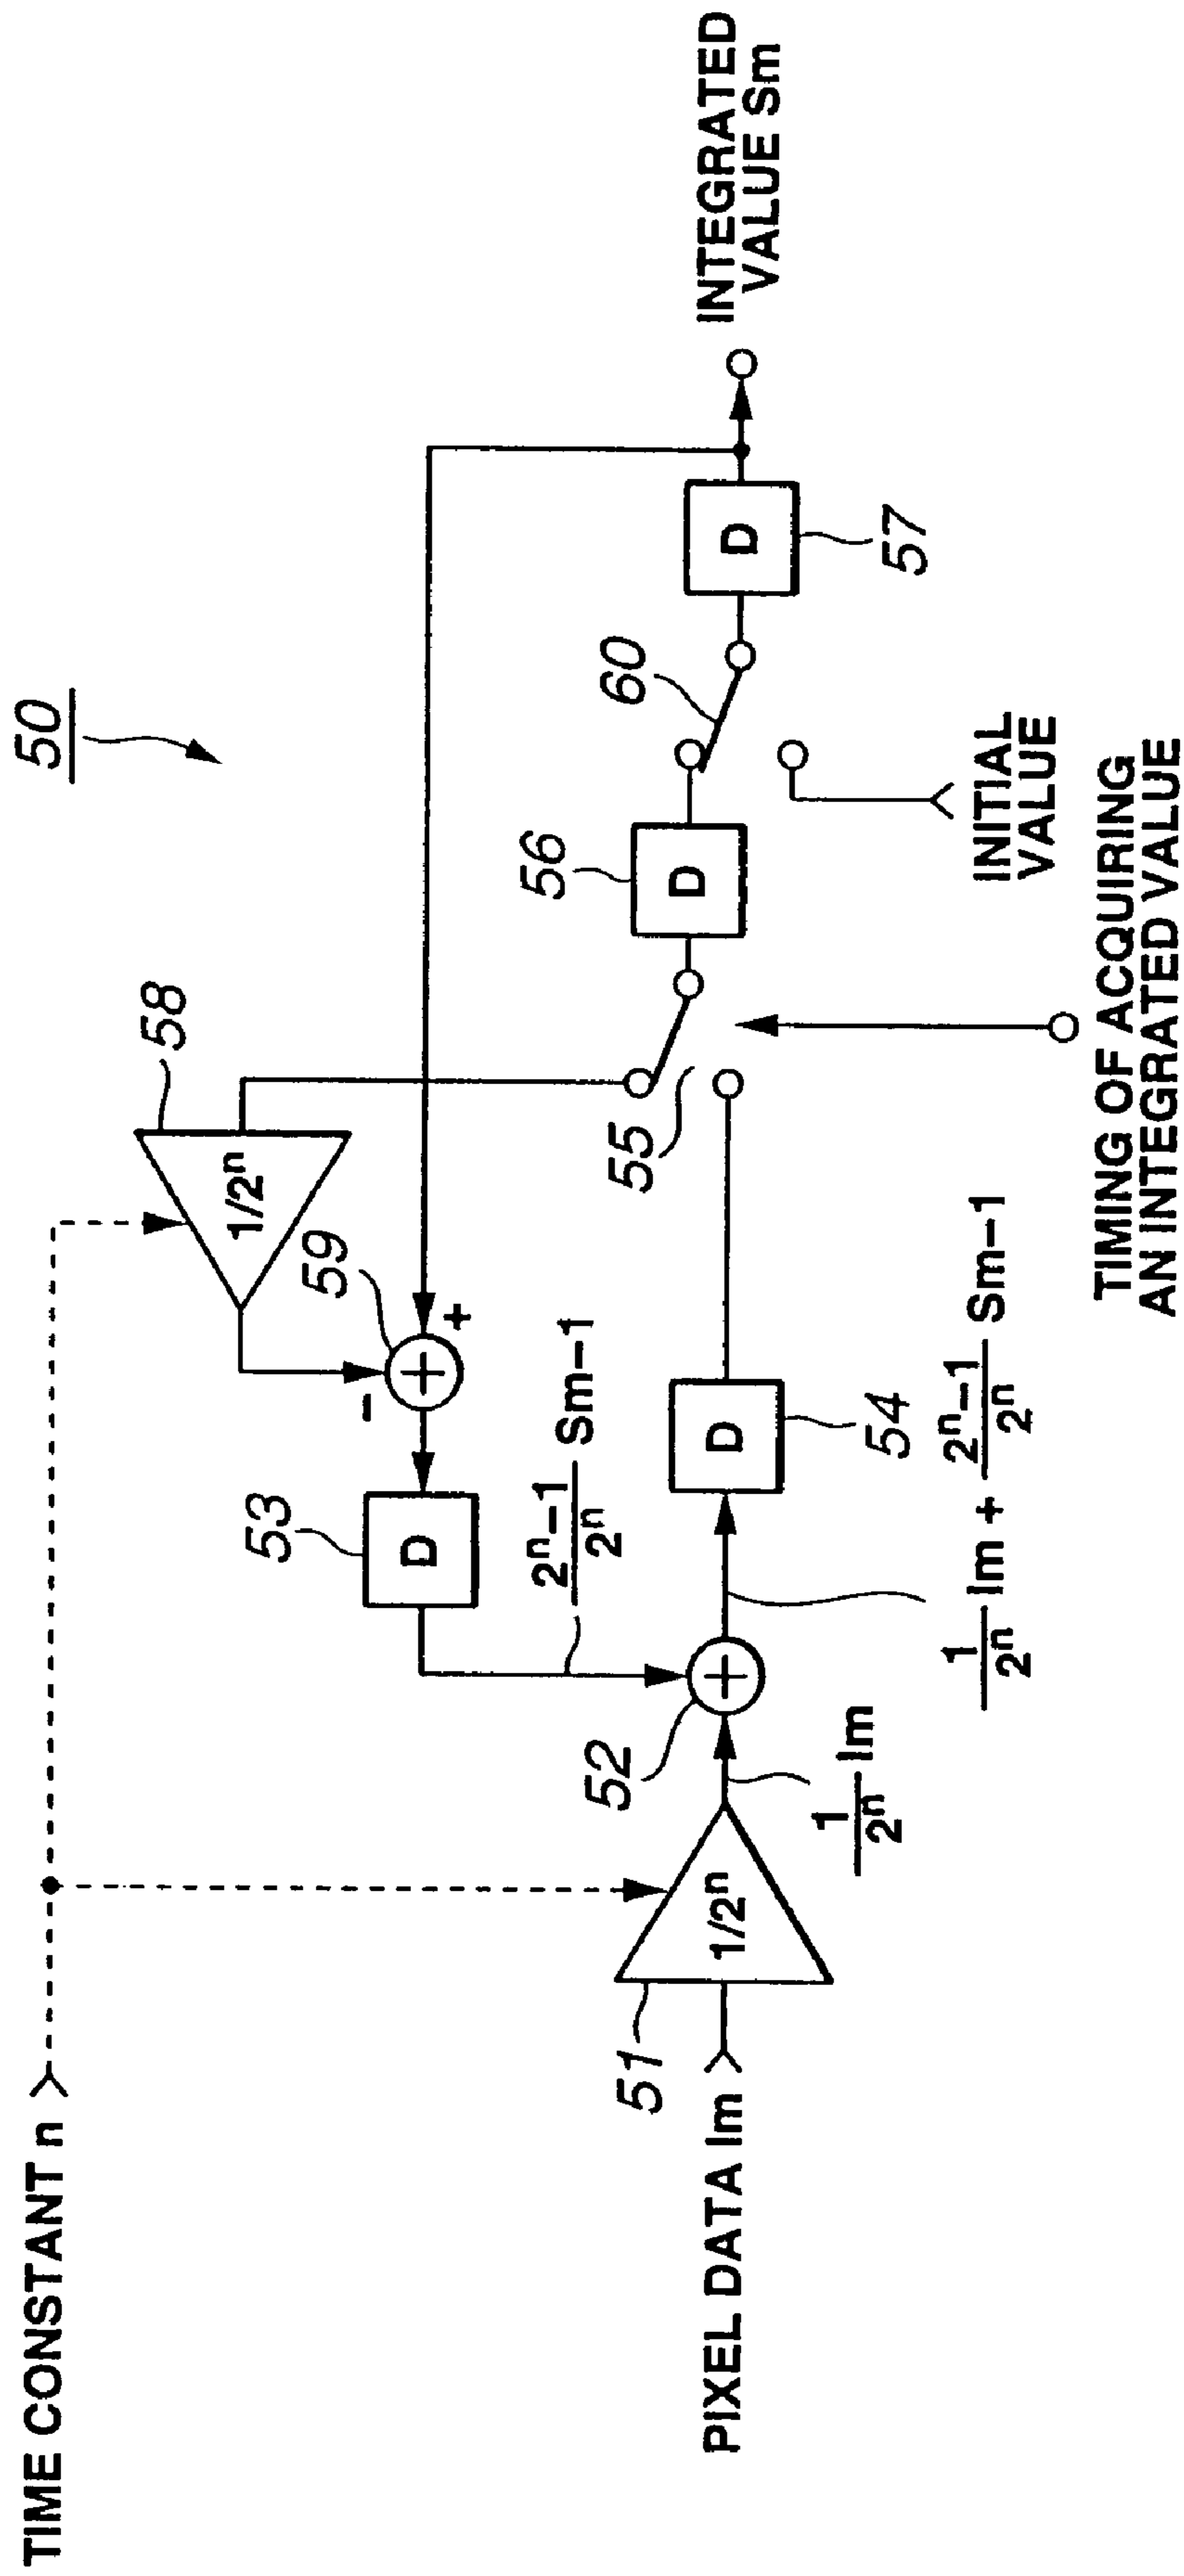 50
TIME CONSTANT n
58
1/2ⁿ
59
+
−
53
D
2ⁿ−1
2ⁿ
Sm−1
PIXEL DATA Im
51
1/2ⁿ
1
2ⁿ
Im
52
1
2ⁿ
Im +
2ⁿ−1
2ⁿ
Sm−1
D
54
55
TIMING OF ACQUIRING
AN INTEGRATED VALUE
56
D
60
INITIAL
VALUE
D
57
INTEGRATED
VALUE Sm